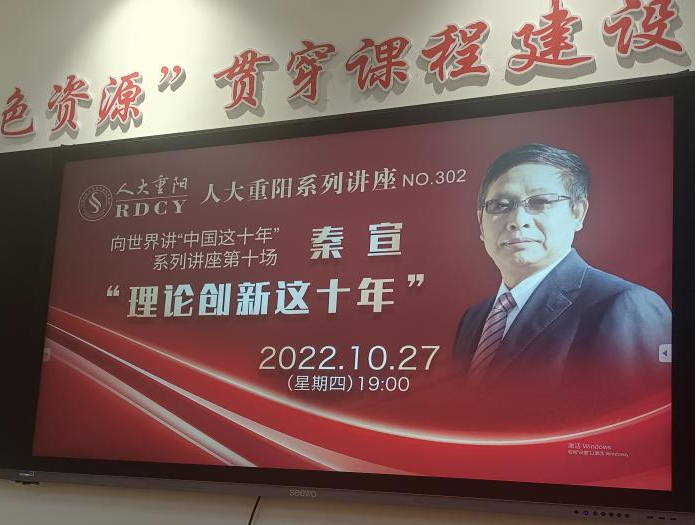 色资源”贯穿课程建设
人大重阳
RDCY
人大重阳系列讲座 NO.302
向世界讲“中国这十年”
系列讲座第十场
秦宣
“理论创新这十年”
2022.10.27
(星期四)19:00
激活 Windows
seewo